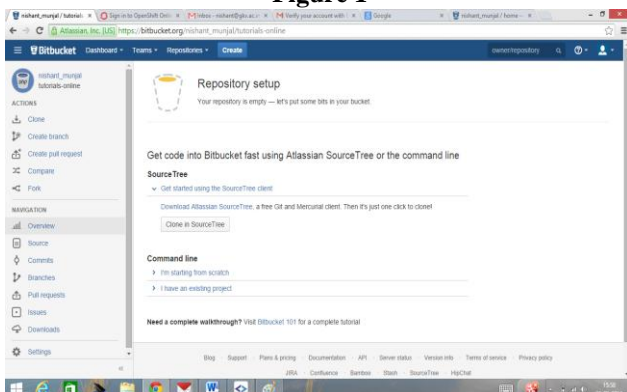 Figure 1
nishant_munjal / tutorials
Sign in to OpenShift Onli
Verify your account with
Google
nishant_munjal / home
Atlassian, Inc. [US] https://bitbucket.org/nishant_munjal/tutorials-online
Bitbucket Dashboard Teams Repositories Create owner/repository
nishant_munjal
tutorials-online
ACTIONS
Clone
Create branch
Create pull request
Compare
Fork
NAVIGATION
Overview
Source
Commits
Branches
Pull requests
Issues
Downloads
Settings
Repository setup
Your repository is empty — let's put some bits in your bucket.
Get code into Bitbucket fast using Atlassian SourceTree or the command line
SourceTree
Get started using the SourceTree client
Download Atlassian SourceTree, a free Git and Mercurial client. Then it's just one click to clone!
Clone in SourceTree
Command line
I'm starting from scratch
I have an existing project
Need a complete walkthrough? Visit Bitbucket 101 for a complete tutorial
Blog · Support · Plans & pricing · Documentation · API · Server status · Version info · Terms of service · Privacy policy
JIRA · Confluence · Bamboo · Stash · SourceTree · HipChat